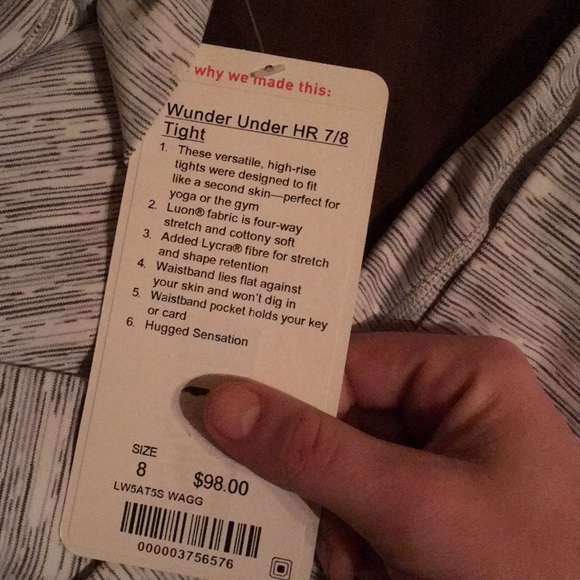 why we made this:
Wunder Under HR 7/8
Tight
1. These versatile, high-rise
tights were designed to fit
like a second skin—perfect for
yoga or the gym
2. Luon® fabric is four-way
stretch and cottony soft
3. Added Lycra® fibre for stretch
and shape retention
4. Waistband lies flat against
your skin and won't dig in
5. Waistband pocket holds your key
or card
6. Hugged Sensation
SIZE
8 $98.00
LW5AT5S WAGG
000003756576